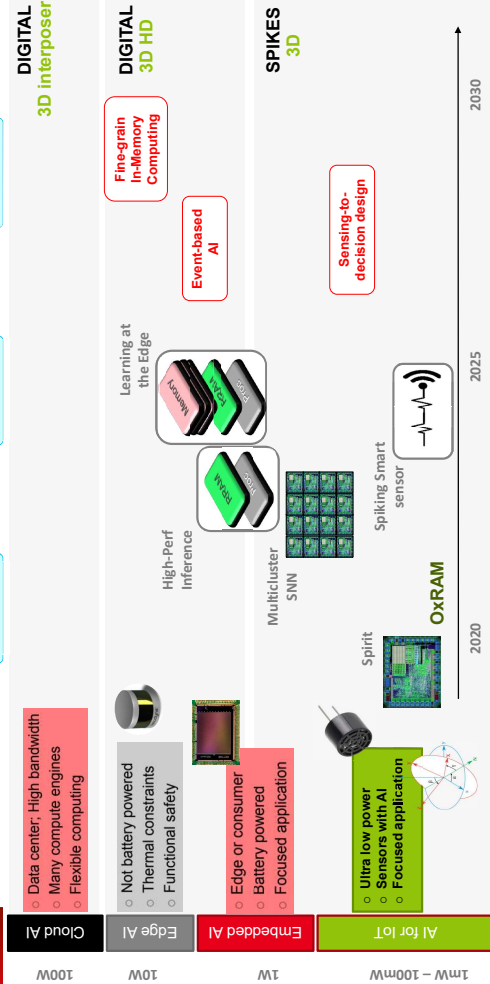 100W
Cloud AI
○ Data center; High bandwidth
○ Many compute engines
○ Flexible computing
DIGITAL
3D interposer
10W
Edge AI
○ Not battery powered
○ Thermal constraints
○ Functional safety
DIGITAL
3D HD
1W
Embedded AI
○ Edge or consumer
○ Battery powered
○ Focused application
High-Perf
Inference
RRAM
Proc
Learning at
the Edge
Memory
RRAM
Proc
Event-based
AI
Fine-grain
In-Memory
Computing
1mW – 100mW
AI for IoT
○ Ultra low power
○ Sensors with AI
○ Focused application
Spirit
OxRAM
Multicluster
SNN
Spiking Smart
sensor
Sensing-to-
decision design
SPIKES
3D
2020
2025
2030